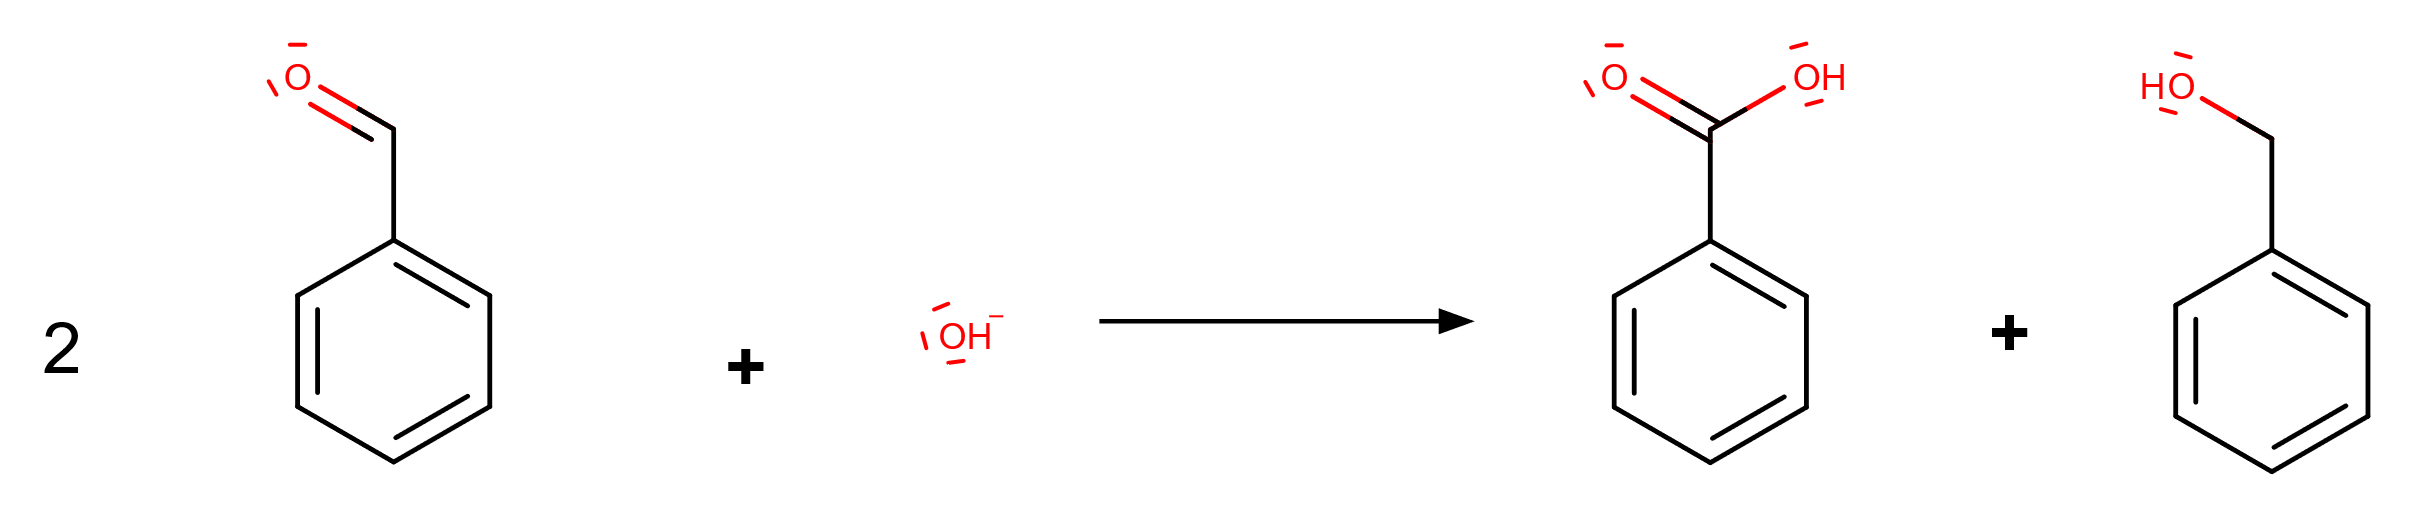 2 O + OH⁻ O OH + HO